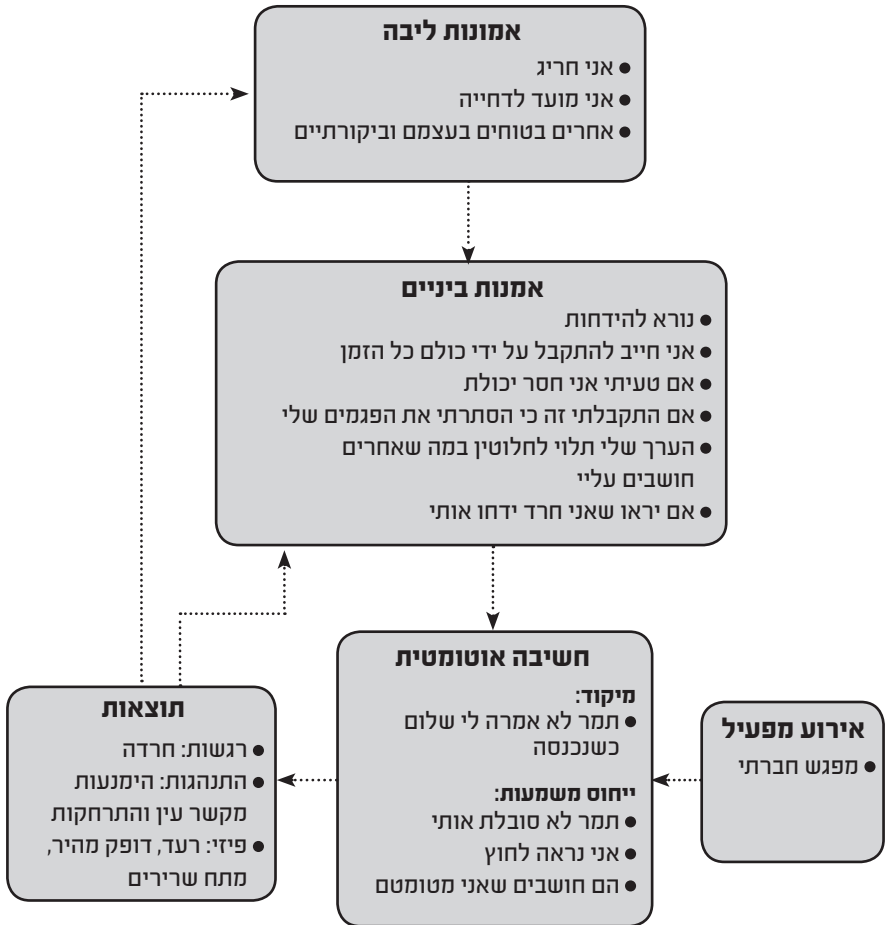 אמונות ליבה
● אני חריג
● אני מועד לדחייה
● אחרים בטוחים בעצמם וביקורתיים
אמנות ביניים
● נורא להידחות
● אני חייב להתקבל על ידי כולם כל הזמן
● אם טעיתי אני חסר יכולת
● אם התקבלתי זה כי הסתרתי את הפגמים שלי
● הערך שלי תלוי לחלוטין במה שאחרים
חושבים עליי
● אם יראו שאני חרד ידחו אותי
אירוע מפעיל
● מפגש חברתי
חשיבה אוטומטית
מיקוד:
● תמר לא אמרה לי שלום
כשנכנסה
ייחוס משמעות:
● תמר לא סובלת אותי
● אני נראה לחוץ
● הם חושבים שאני מטומטם
תוצאות
● רגשות: חרדה
● התנהגות: הימנעות
מקשר עין והתרחקות
● פיזי: רעד, דופק מהיר,
מתח שרירים